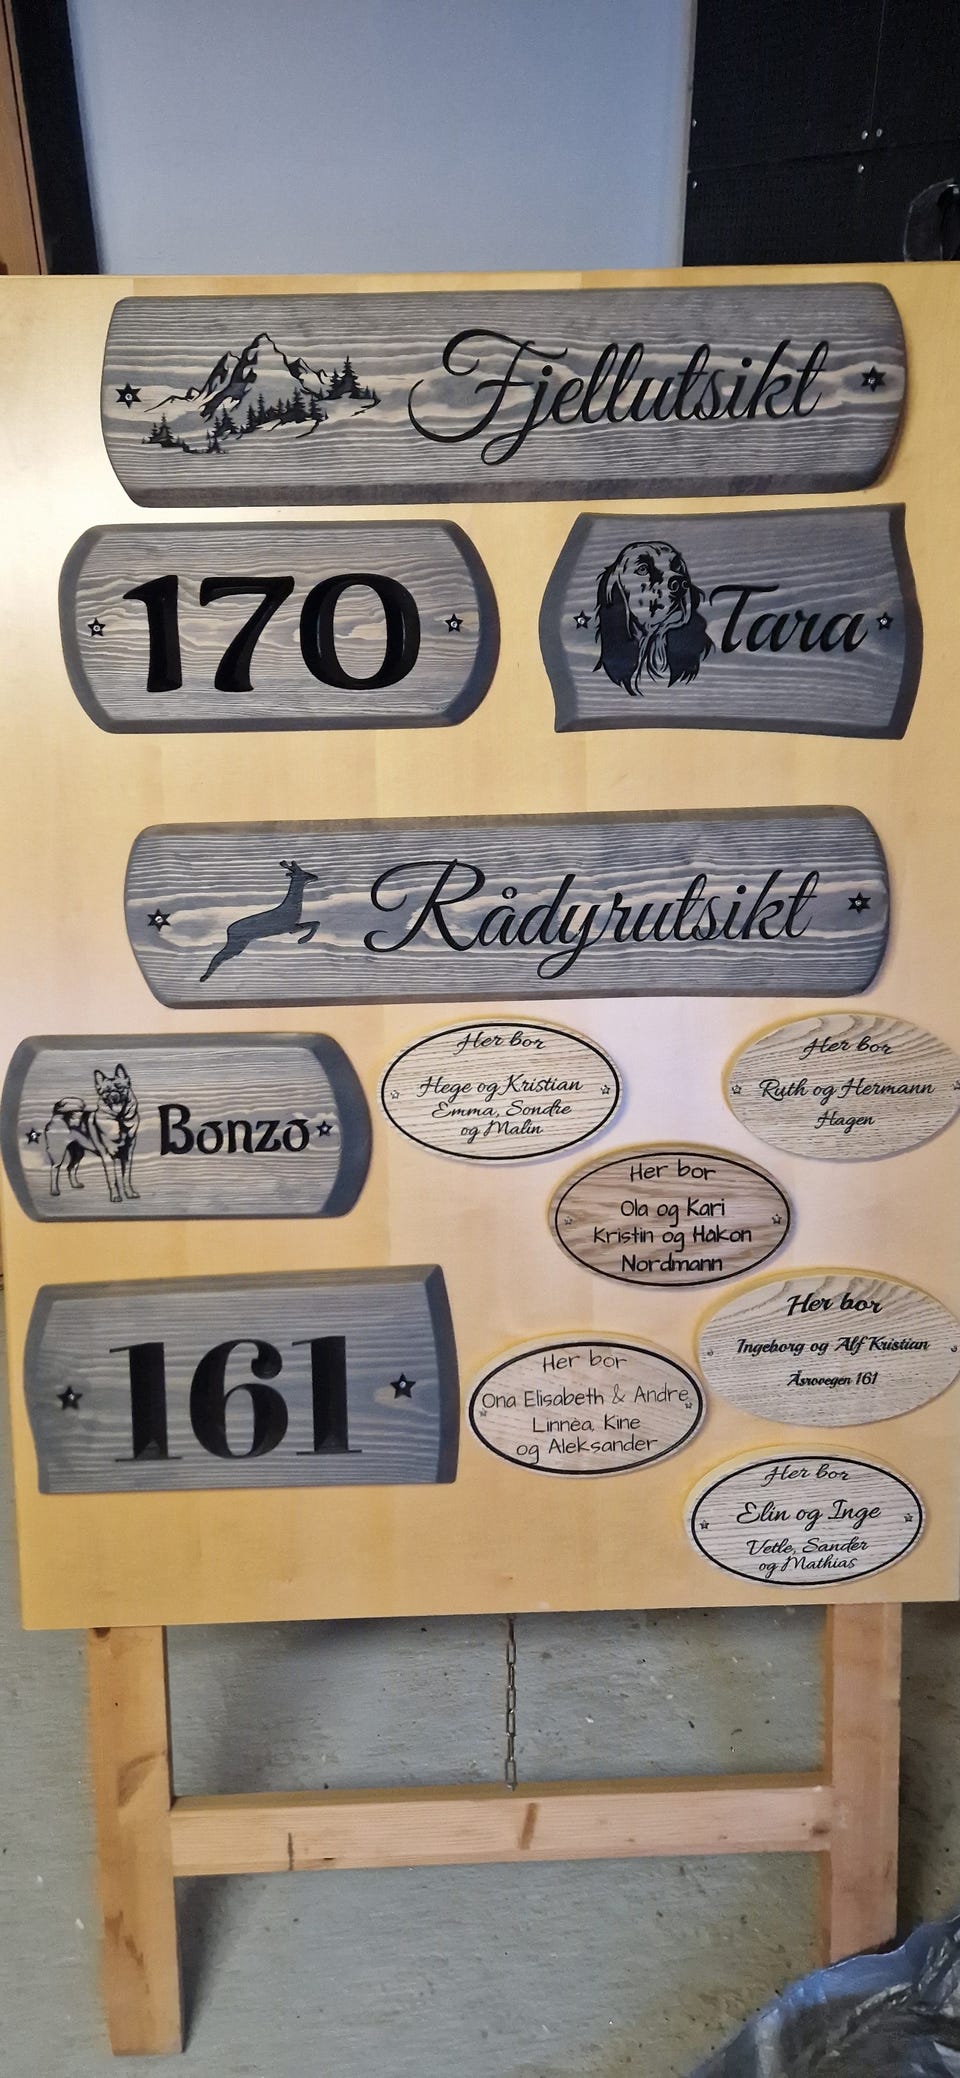 Fjellutsikt
170
Tara
Rådyrutsikt
Bonzo
Her bor
Hege og Kristian
Emma, Sondre
og Malin
Her bor
Ruth og Hermann
Hagen
Her bor
Ola og Kari
Kristin og Håkon
Nordmann
161
Her bor
Ingeborg og Alf Kristian
Åsrovegen 161
Her bor
Ona Elisabeth & Andre
Linnèa, Kine
og Aleksander
Her bor
Elin og Inge
Vetle, Sander
og Mathias